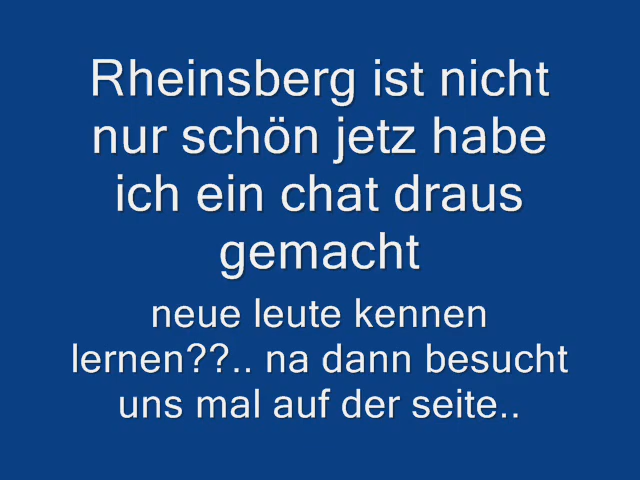 Rheinsberg ist nicht
nur schön jetz habe
ich ein chat draus
gemacht
neue leute kennen
lernen??.. na dann besucht
uns mal auf der seite..